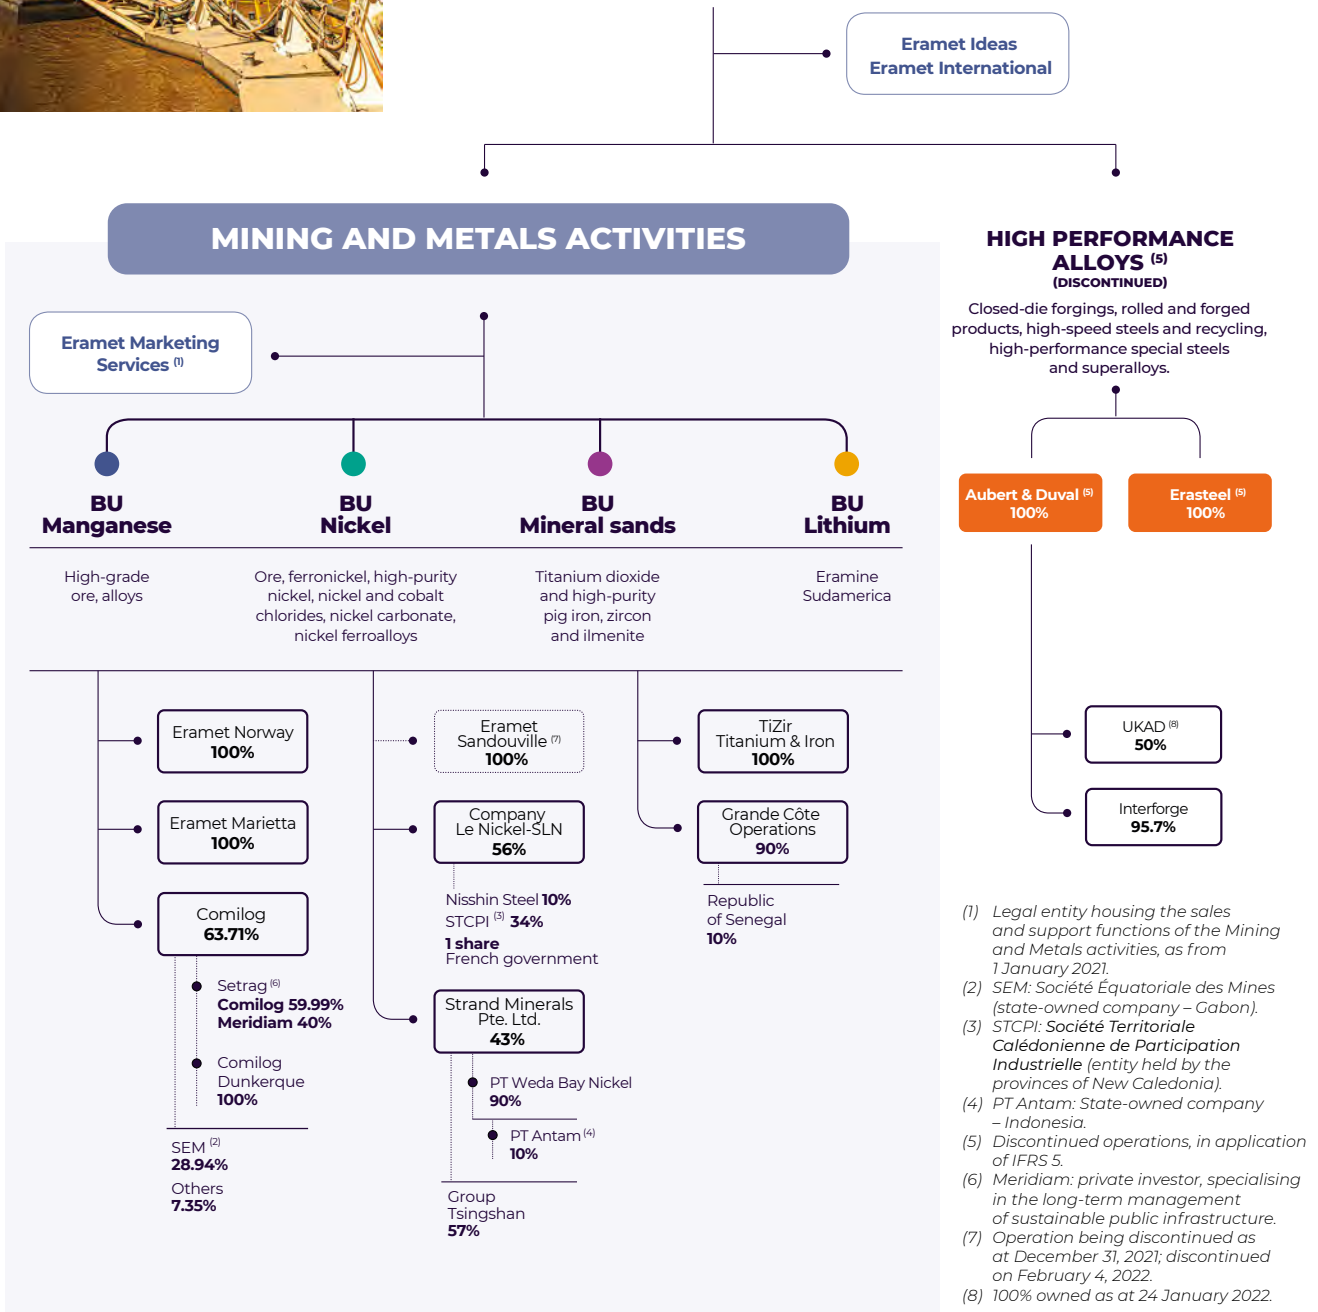 Eramet Ideas
Eramet International
MINING AND METALS ACTIVITIES
Eramet Marketing
Services (1)
BU
Manganese
BU
Nickel
BU
Mineral sands
BU
Lithium
High-grade
ore, alloys
Ore, ferronickel, high-purity
nickel, nickel and cobalt
chlorides, nickel carbonate,
nickel ferroalloys
Titanium dioxide
and high-purity
pig iron, zircon
and ilmenite
Eramine
Sudamerica
Eramet Norway
100%
Eramet Marietta
100%
Comilog
63.71%
Setrag (6)
Comilog 59.99%
Meridiam 40%
Comilog
Dunkerque
100%
SEM (2)
28.94%
Others
7.35%
Eramet
Sandouville (7)
100%
Company
Le Nickel-SLN
56%
Nisshin Steel 10%
STCPI (3) 34%
1 share
French government
Strand Minerals
Pte. Ltd.
43%
PT Weda Bay Nickel
90%
PT Antam (4)
10%
Group
Tsingshan
57%
TiZir
Titanium & Iron
100%
Grande Côte
Operations
90%
Republic
of Senegal
10%
HIGH PERFORMANCE
ALLOYS (5)
(DISCONTINUED)
Closed-die forgings, rolled and forged
products, high-speed steels and recycling,
high-performance special steels
and superalloys.
Aubert & Duval (5)
100%
Erasteel (5)
100%
UKAD (8)
50%
Interforge
95.7%
(1) Legal entity housing the sales
and support functions of the Mining
and Metals activities, as from
1 January 2021.
(2) SEM: Société Équatoriale des Mines
(state-owned company – Gabon).
(3) STCPI: Société Territoriale
Calédonienne de Participation
Industrielle (entity held by the
provinces of New Caledonia).
(4) PT Antam: State-owned company
– Indonesia.
(5) Discontinued operations, in application
of IFRS 5.
(6) Meridiam: private investor, specialising
in the long-term management
of sustainable public infrastructure.
(7) Operation being discontinued as
at December 31, 2021; discontinued
on February 4, 2022.
(8) 100% owned as at 24 January 2022.